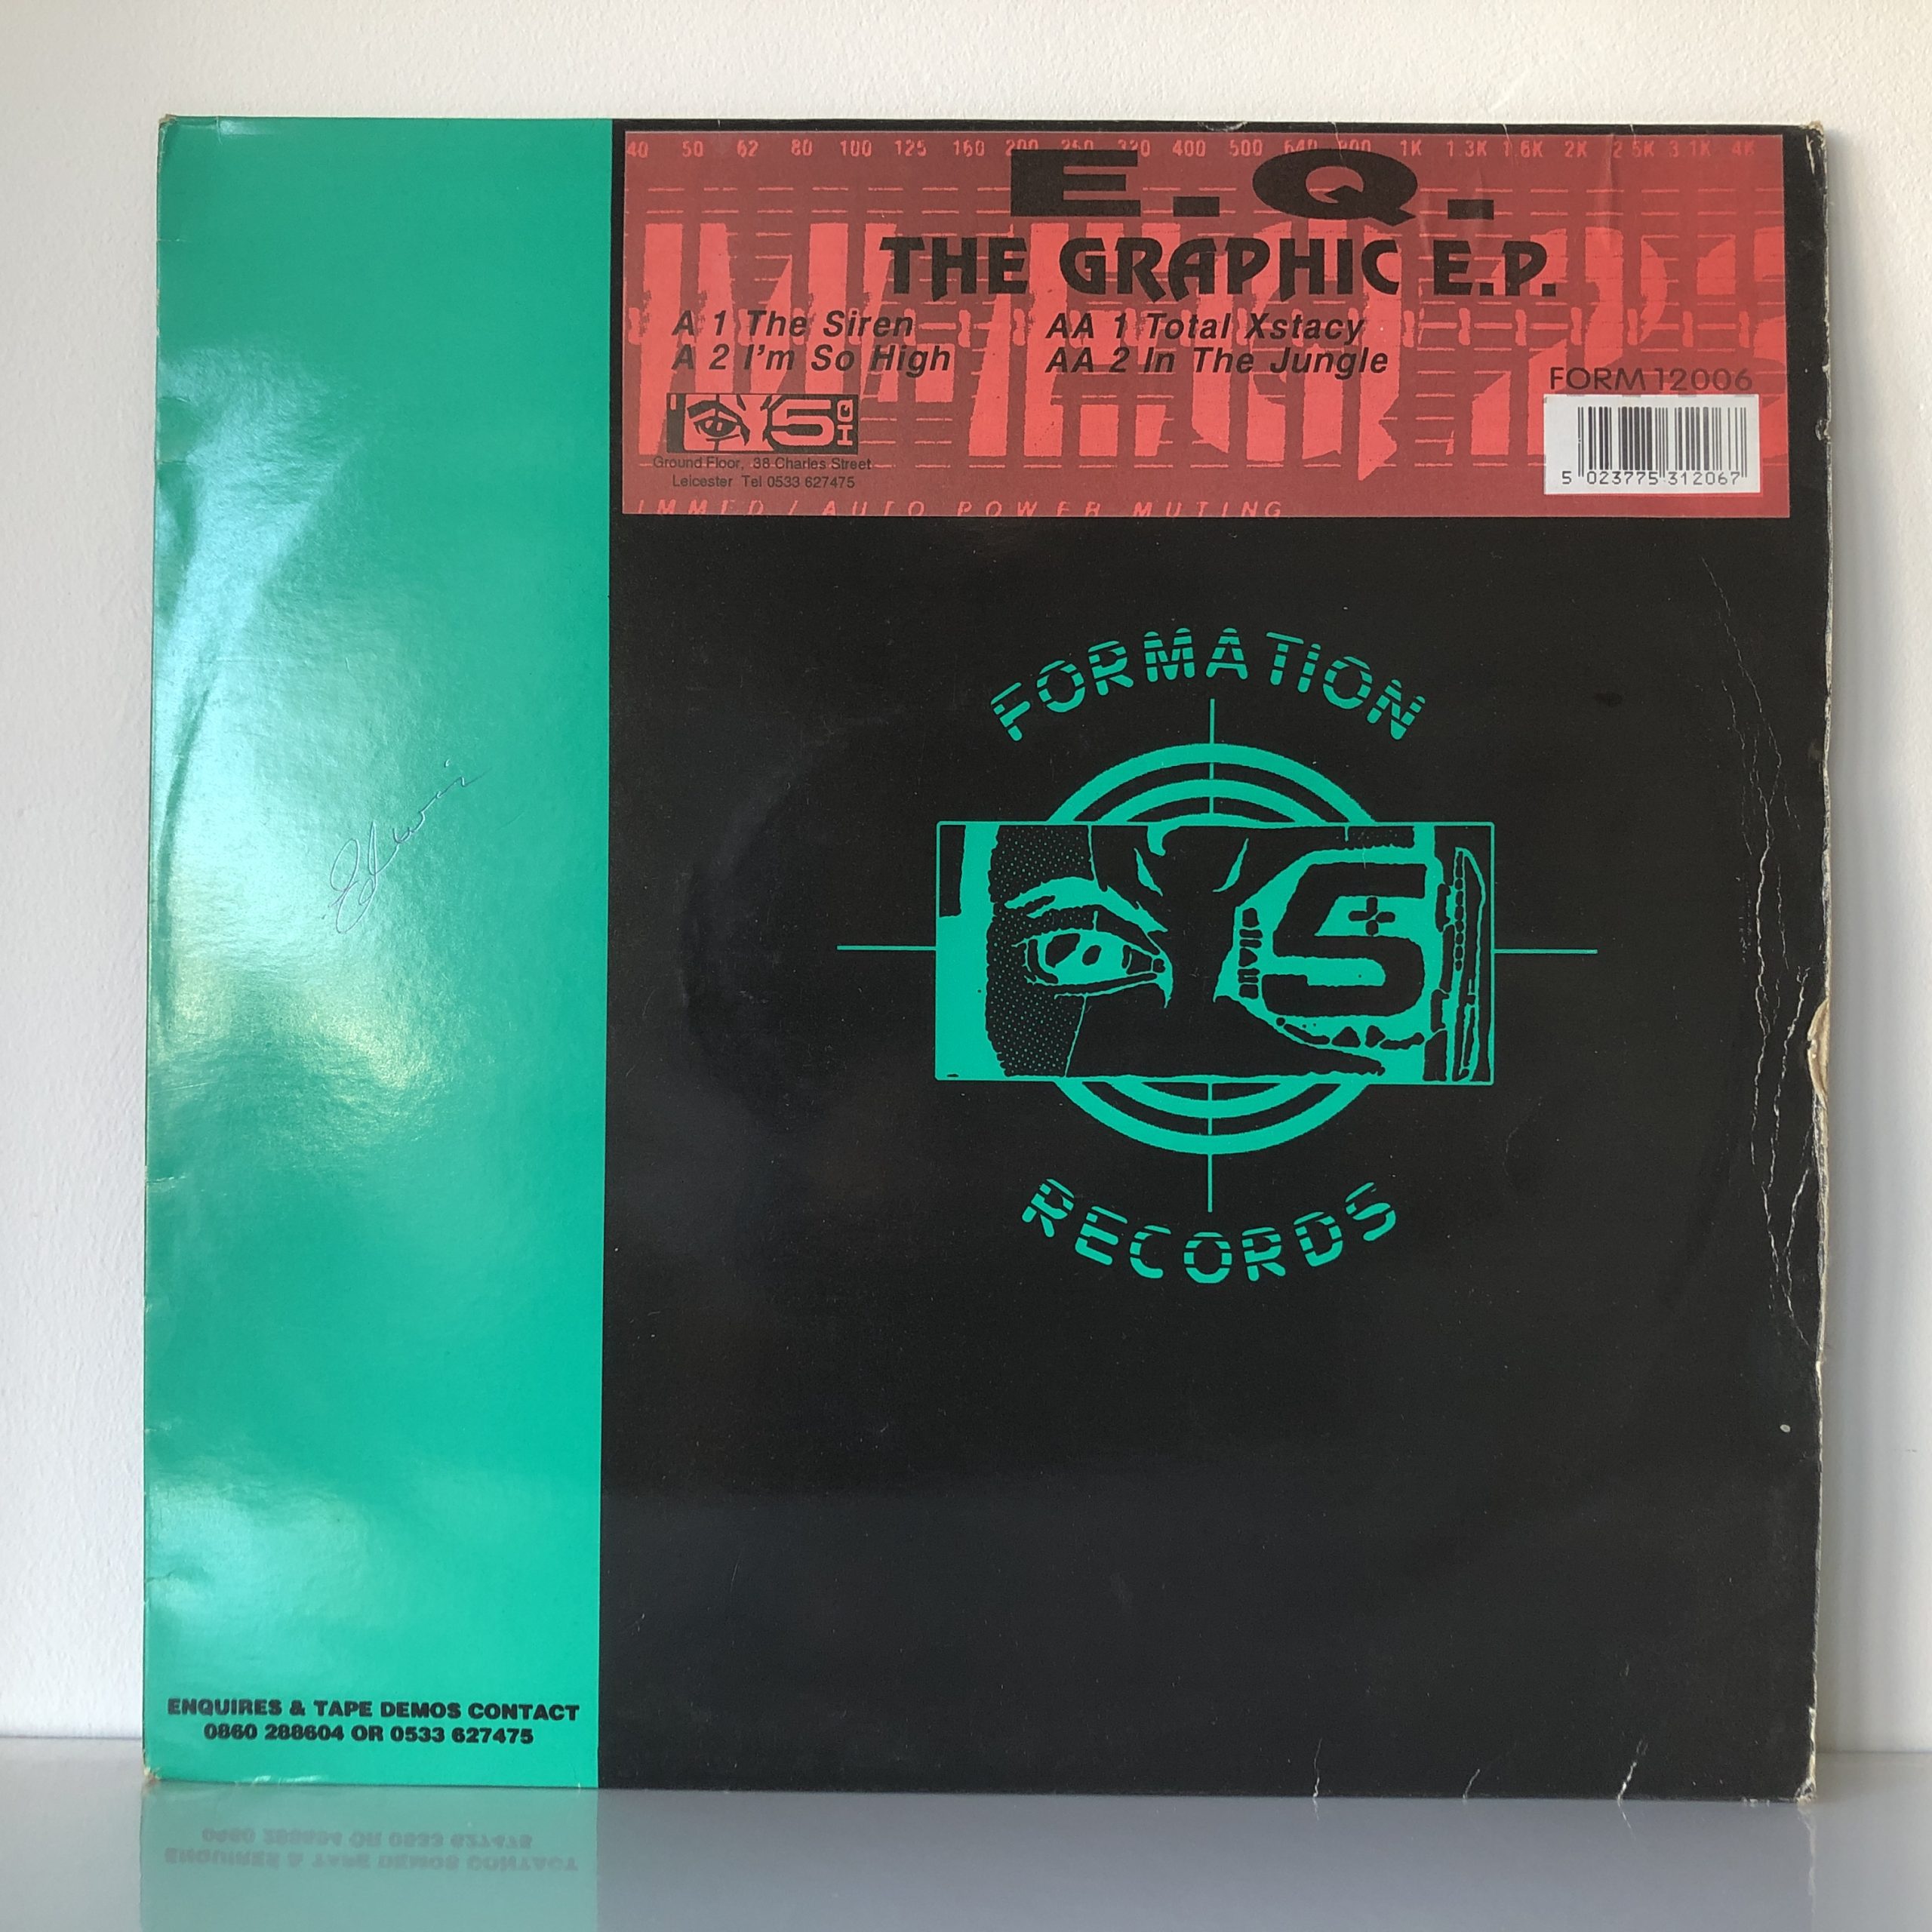 40 50 62 80 100 125 160 200 250 320 400 500 640 800 1K 1 3K 1 6K 2K 2 5K 3 1K 4K
E.Q.
THE GRAPHIC E.P.
A 1 The Siren
A 2 I'm So High
AA 1 Total Xstacy
AA 2 In The Jungle
FORM 12006
5 023775 312067
5
HQ
Ground Floor, 38 Charles Street
Leicester Tel 0533 627475
IMMED / AUTO POWER MUTING
FORMATION
5
RECORDS
ENQUIRES & TAPE DEMOS CONTACT
0860 288604 OR 0533 627475